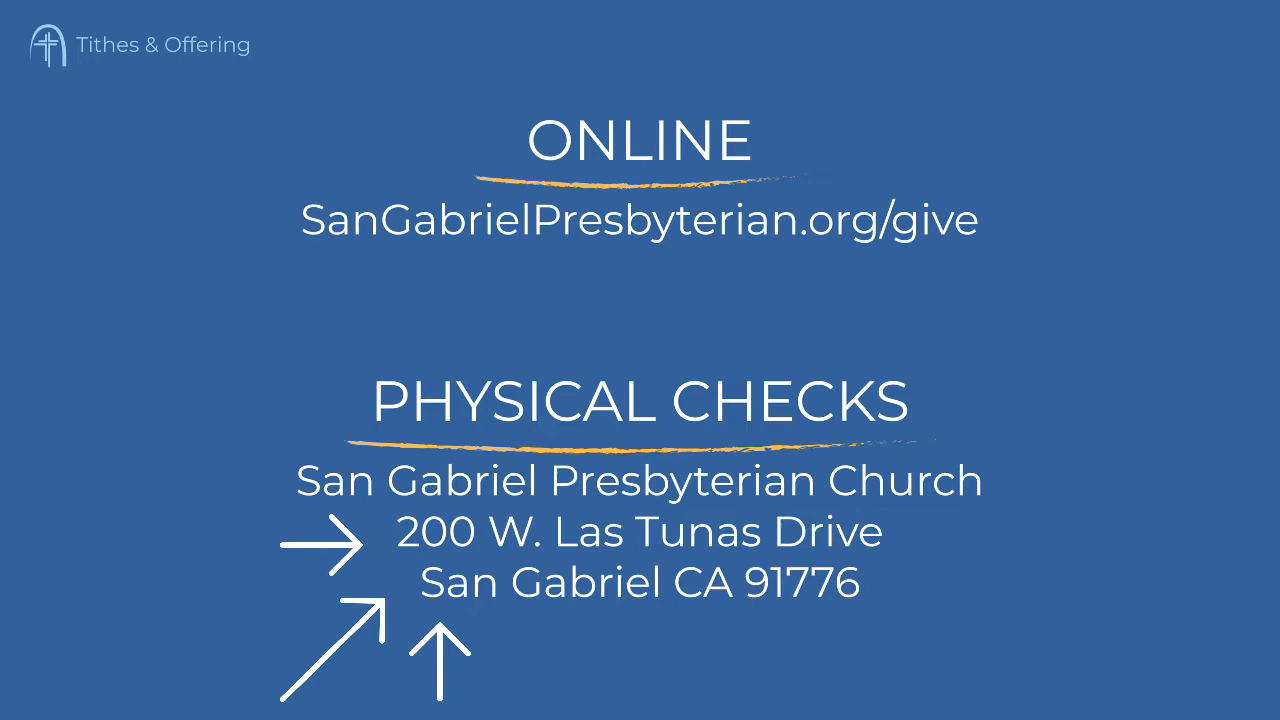 Tithes & Offering
ONLINE
SanGabrielPresbyterian.org/give
PHYSICAL CHECKS
San Gabriel Presbyterian Church
200 W. Las Tunas Drive
San Gabriel CA 91776